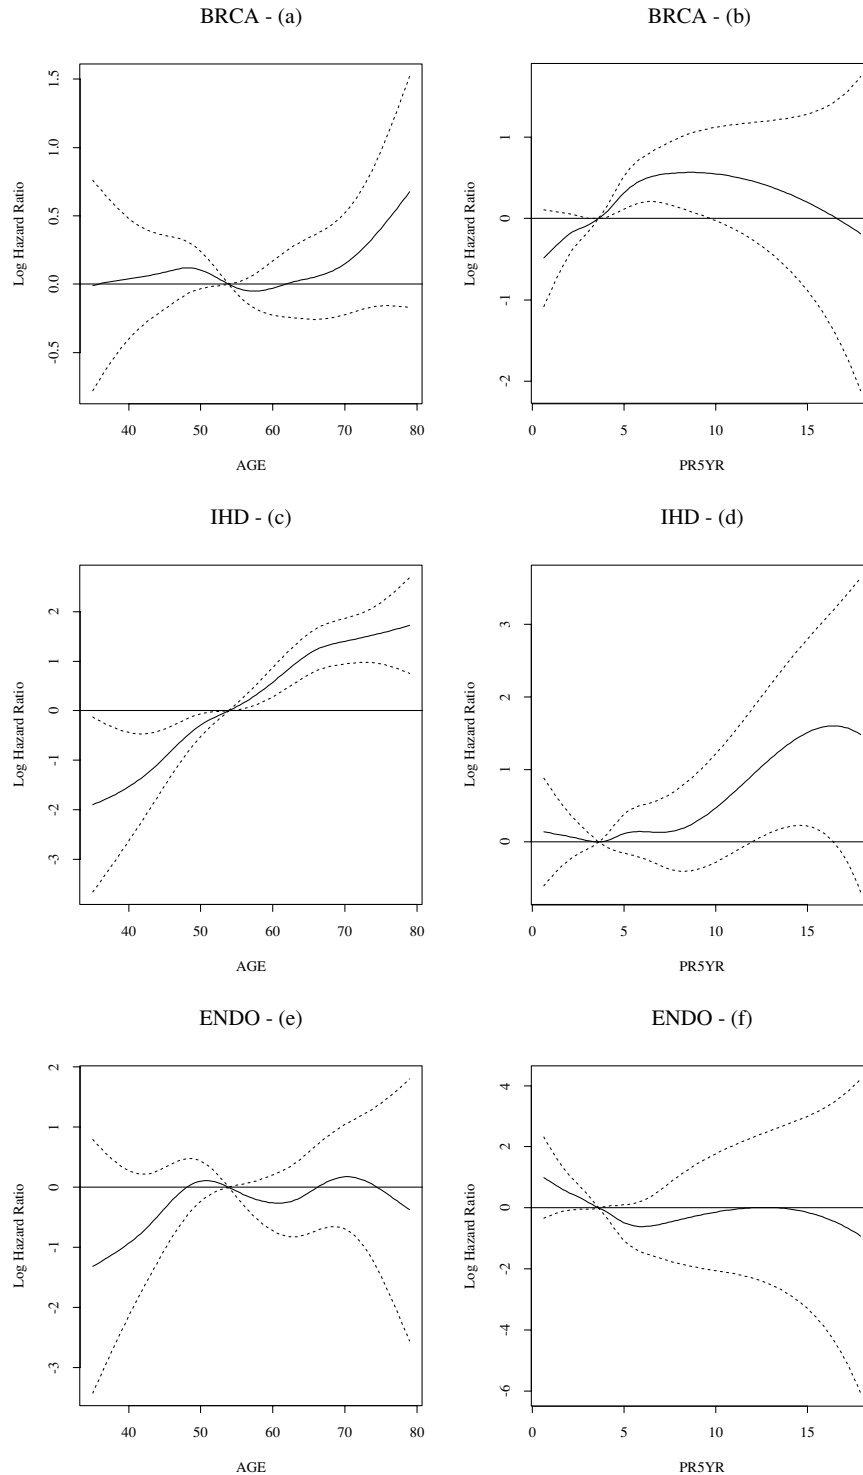 BRCA - (a)
Log Hazard Ratio
1.5
1.0
0.5
0.0
-0.5
40 50 60 70 80
AGE
BRCA - (b)
Log Hazard Ratio
1
0
-1
-2
0 5 10 15
PR5YR
IHD - (c)
Log Hazard Ratio
2
1
0
-1
-2
-3
40 50 60 70 80
AGE
IHD - (d)
Log Hazard Ratio
3
2
1
0
0 5 10 15
PR5YR
ENDO - (e)
Log Hazard Ratio
2
1
0
-1
-2
-3
40 50 60 70 80
AGE
ENDO - (f)
Log Hazard Ratio
4
2
0
-2
-4
-6
0 5 10 15
PR5YR